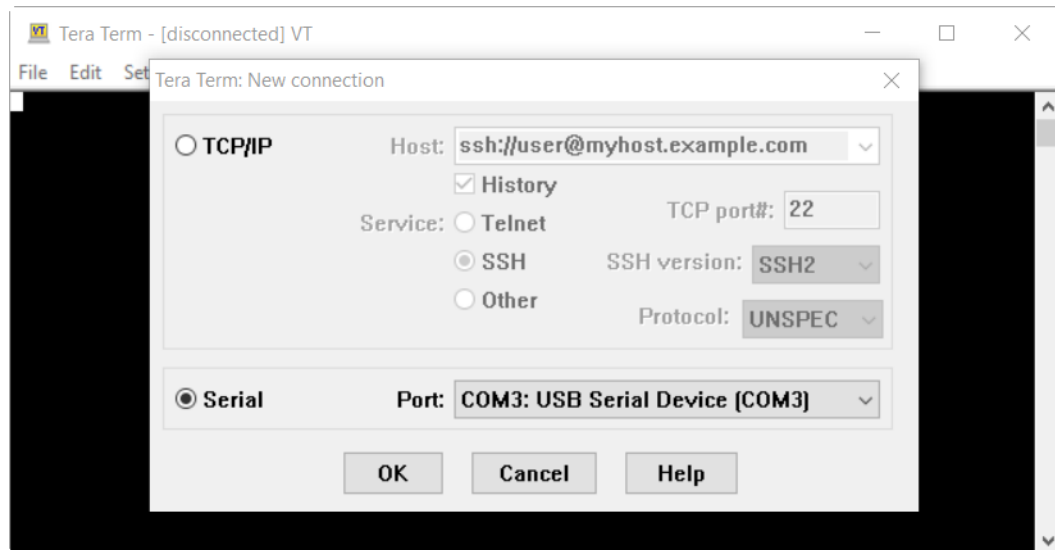 VT Tera Term - [disconnected] VT
File Edit Set
Tera Term: New connection
TCP/IP Host: ssh://user@myhost.example.com
History
Service: Telnet TCP port#: 22
SSH SSH version: SSH2
Other Protocol: UNSPEC
Serial Port: COM3: USB Serial Device (COM3)
OK Cancel Help